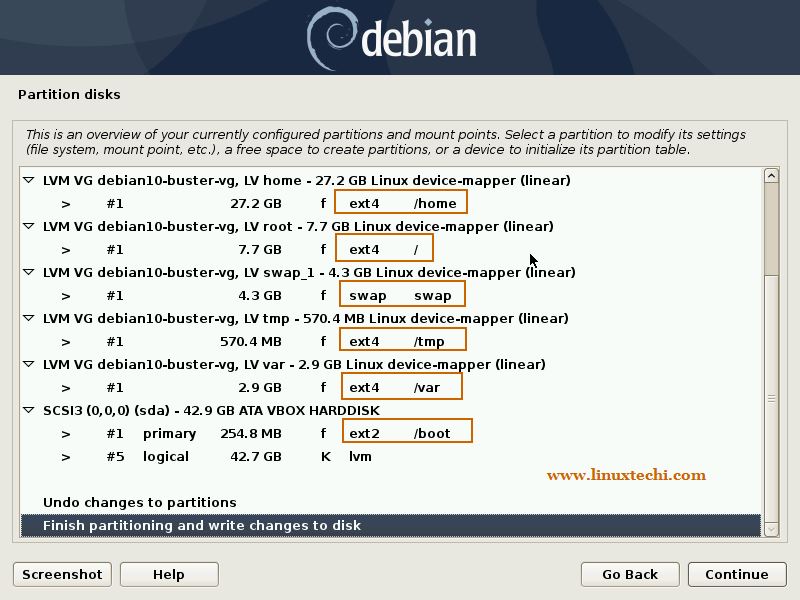 debian
Partition disks
This is an overview of your currently configured partitions and mount points. Select a partition to modify its settings
(file system, mount point, etc.), a free space to create partitions, or a device to initialize its partition table.
LVM VG debian10-buster-vg, LV home - 27.2 GB Linux device-mapper (linear)
> #1 27.2 GB f ext4 /home
LVM VG debian10-buster-vg, LV root - 7.7 GB Linux device-mapper (linear)
> #1 7.7 GB f ext4 /
LVM VG debian10-buster-vg, LV swap_1 - 4.3 GB Linux device-mapper (linear)
> #1 4.3 GB f swap swap
LVM VG debian10-buster-vg, LV tmp - 570.4 MB Linux device-mapper (linear)
> #1 570.4 MB f ext4 /tmp
LVM VG debian10-buster-vg, LV var - 2.9 GB Linux device-mapper (linear)
> #1 2.9 GB f ext4 /var
SCSI3 (0,0,0) (sda) - 42.9 GB ATA VBOX HARDDISK
> #1 primary 254.8 MB f ext2 /boot
> #5 logical 42.7 GB K lvm
www.linuxtechi.com
Undo changes to partitions
Finish partitioning and write changes to disk
Screenshot Help Go Back Continue